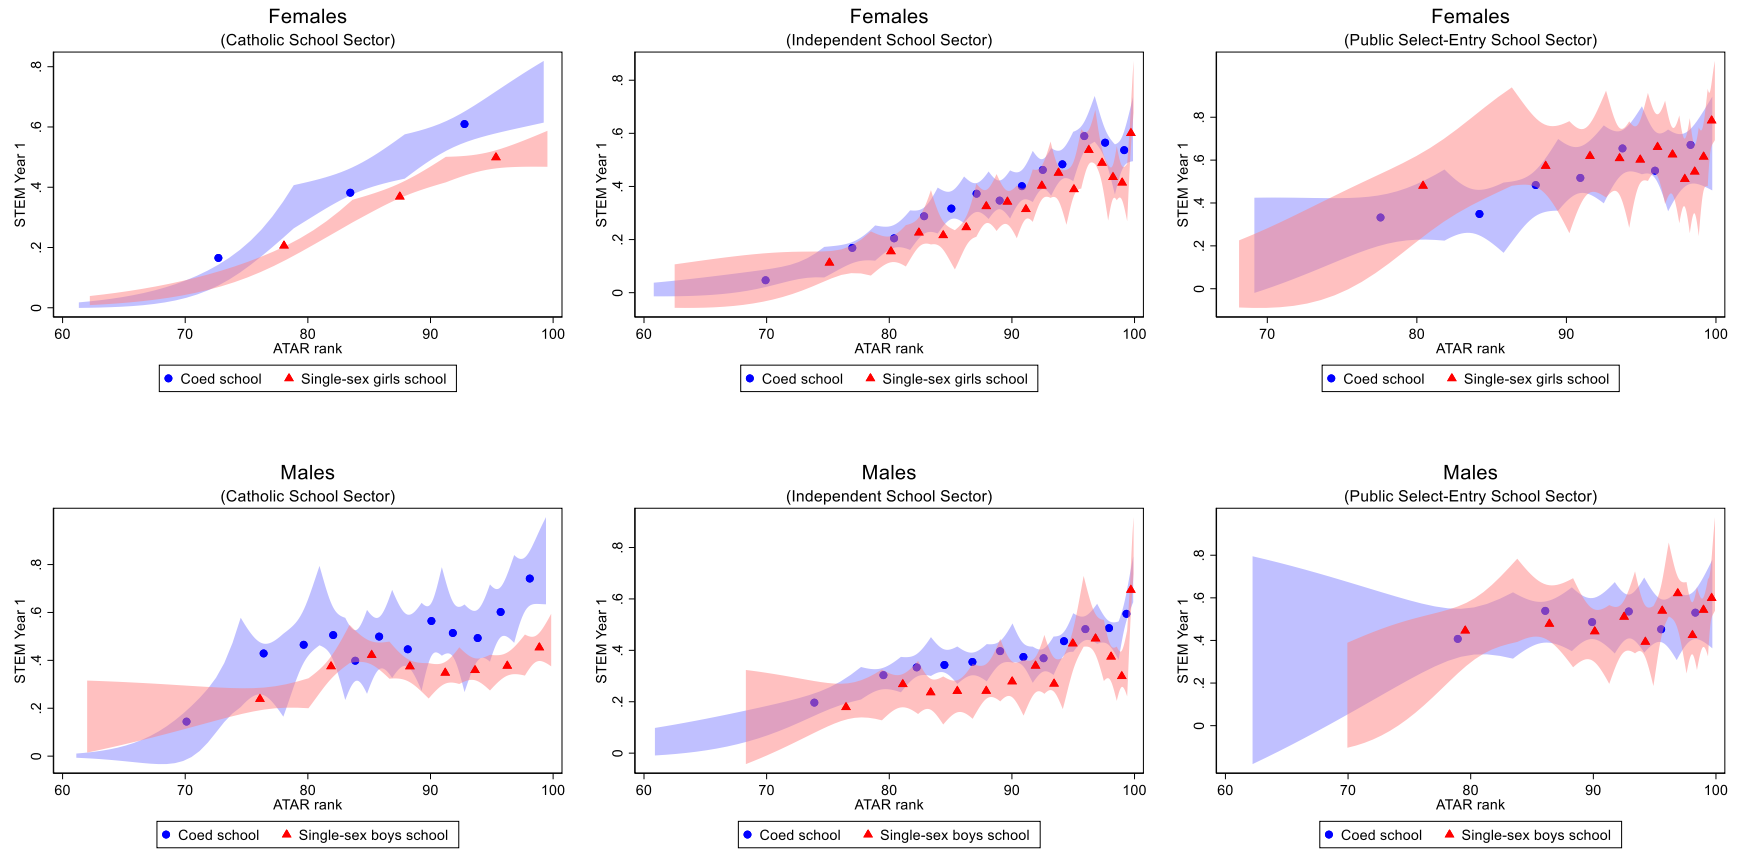 Females
(Catholic School Sector)
STEM Year 1
0 .2 .4 .6 .8
60 70 80 90 100
ATAR rank
Coed school Single-sex girls school
Females
(Independent School Sector)
STEM Year 1
0 .2 .4 .6 .8
60 70 80 90 100
ATAR rank
Coed school Single-sex girls school
Females
(Public Select-Entry School Sector)
STEM Year 1
0 .2 .4 .6 .8
70 80 90 100
ATAR rank
Coed school Single-sex girls school
Males
(Catholic School Sector)
STEM Year 1
0 .2 .4 .6 .8
60 70 80 90 100
ATAR rank
Coed school Single-sex boys school
Males
(Independent School Sector)
STEM Year 1
0 .2 .4 .6 .8
60 70 80 90 100
ATAR rank
Coed school Single-sex boys school
Males
(Public Select-Entry School Sector)
STEM Year 1
0 .2 .4 .6 .8
60 70 80 90 100
ATAR rank
Coed school Single-sex boys school